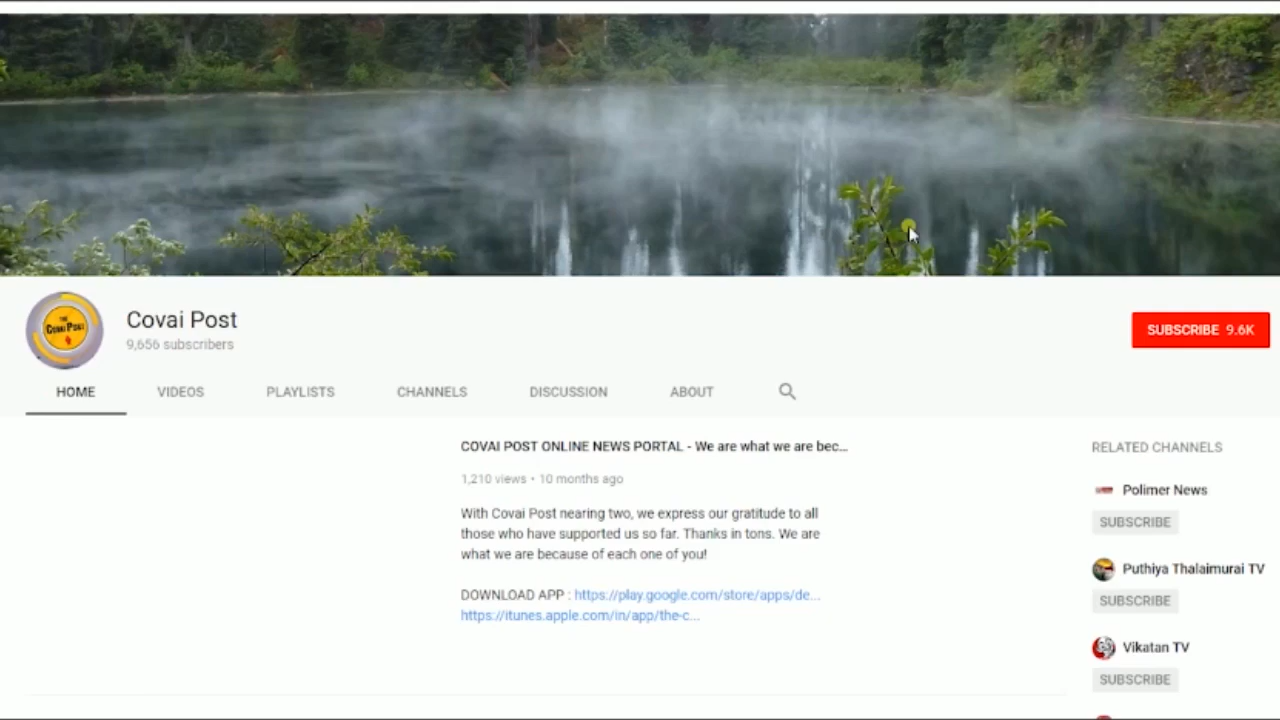 THE
COVAI POST
Covai Post
9,656 subscribers
SUBSCRIBE 9.6K
HOME VIDEOS PLAYLISTS CHANNELS DISCUSSION ABOUT
COVAI POST ONLINE NEWS PORTAL - We are what we are bec...
1,210 views • 10 months ago
With Covai Post nearing two, we express our gratitude to all
those who have supported us so far. Thanks in tons. We are
what we are because of each one of you!
DOWNLOAD APP : https://play.google.com/store/apps/de...
https://itunes.apple.com/in/app/the-c...
RELATED CHANNELS
Polimer News
SUBSCRIBE
Puthiya Thalaimurai TV
SUBSCRIBE
Vikatan TV
SUBSCRIBE